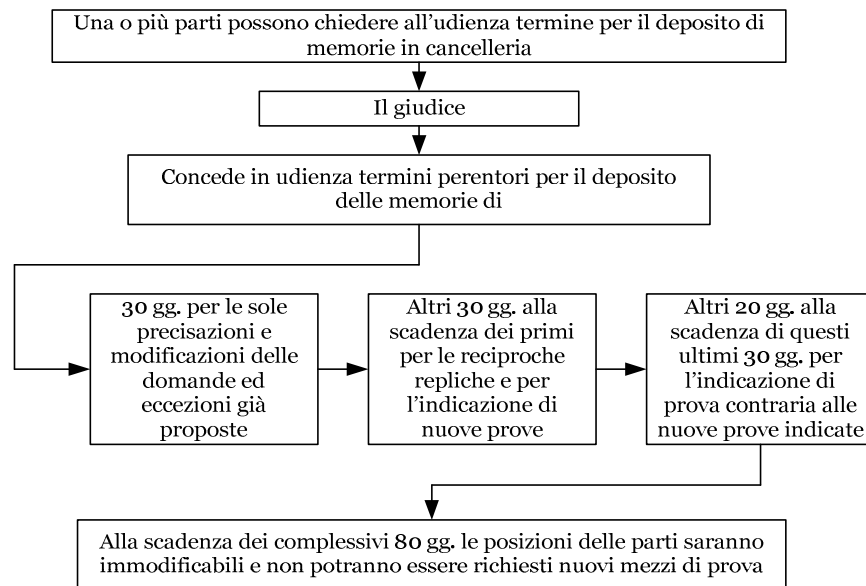 Una o più parti possono chiedere all'udienza termine per il deposito di
memorie in cancelleria
Il giudice
Concede in udienza termini perentori per il deposito
delle memorie di
30 gg. per le sole
precisazioni e
modificazioni delle
domande ed
eccezioni già
proposte
Altri 30 gg. alla
scadenza dei primi
per le reciproche
repliche e per
l'indicazione di
nuove prove
Altri 20 gg. alla
scadenza di questi
ultimi 30 gg. per
l'indicazione di
prova contraria alle
nuove prove indicate
Alla scadenza dei complessivi 80 gg. le posizioni delle parti saranno
immodificabili e non potranno essere richiesti nuovi mezzi di prova